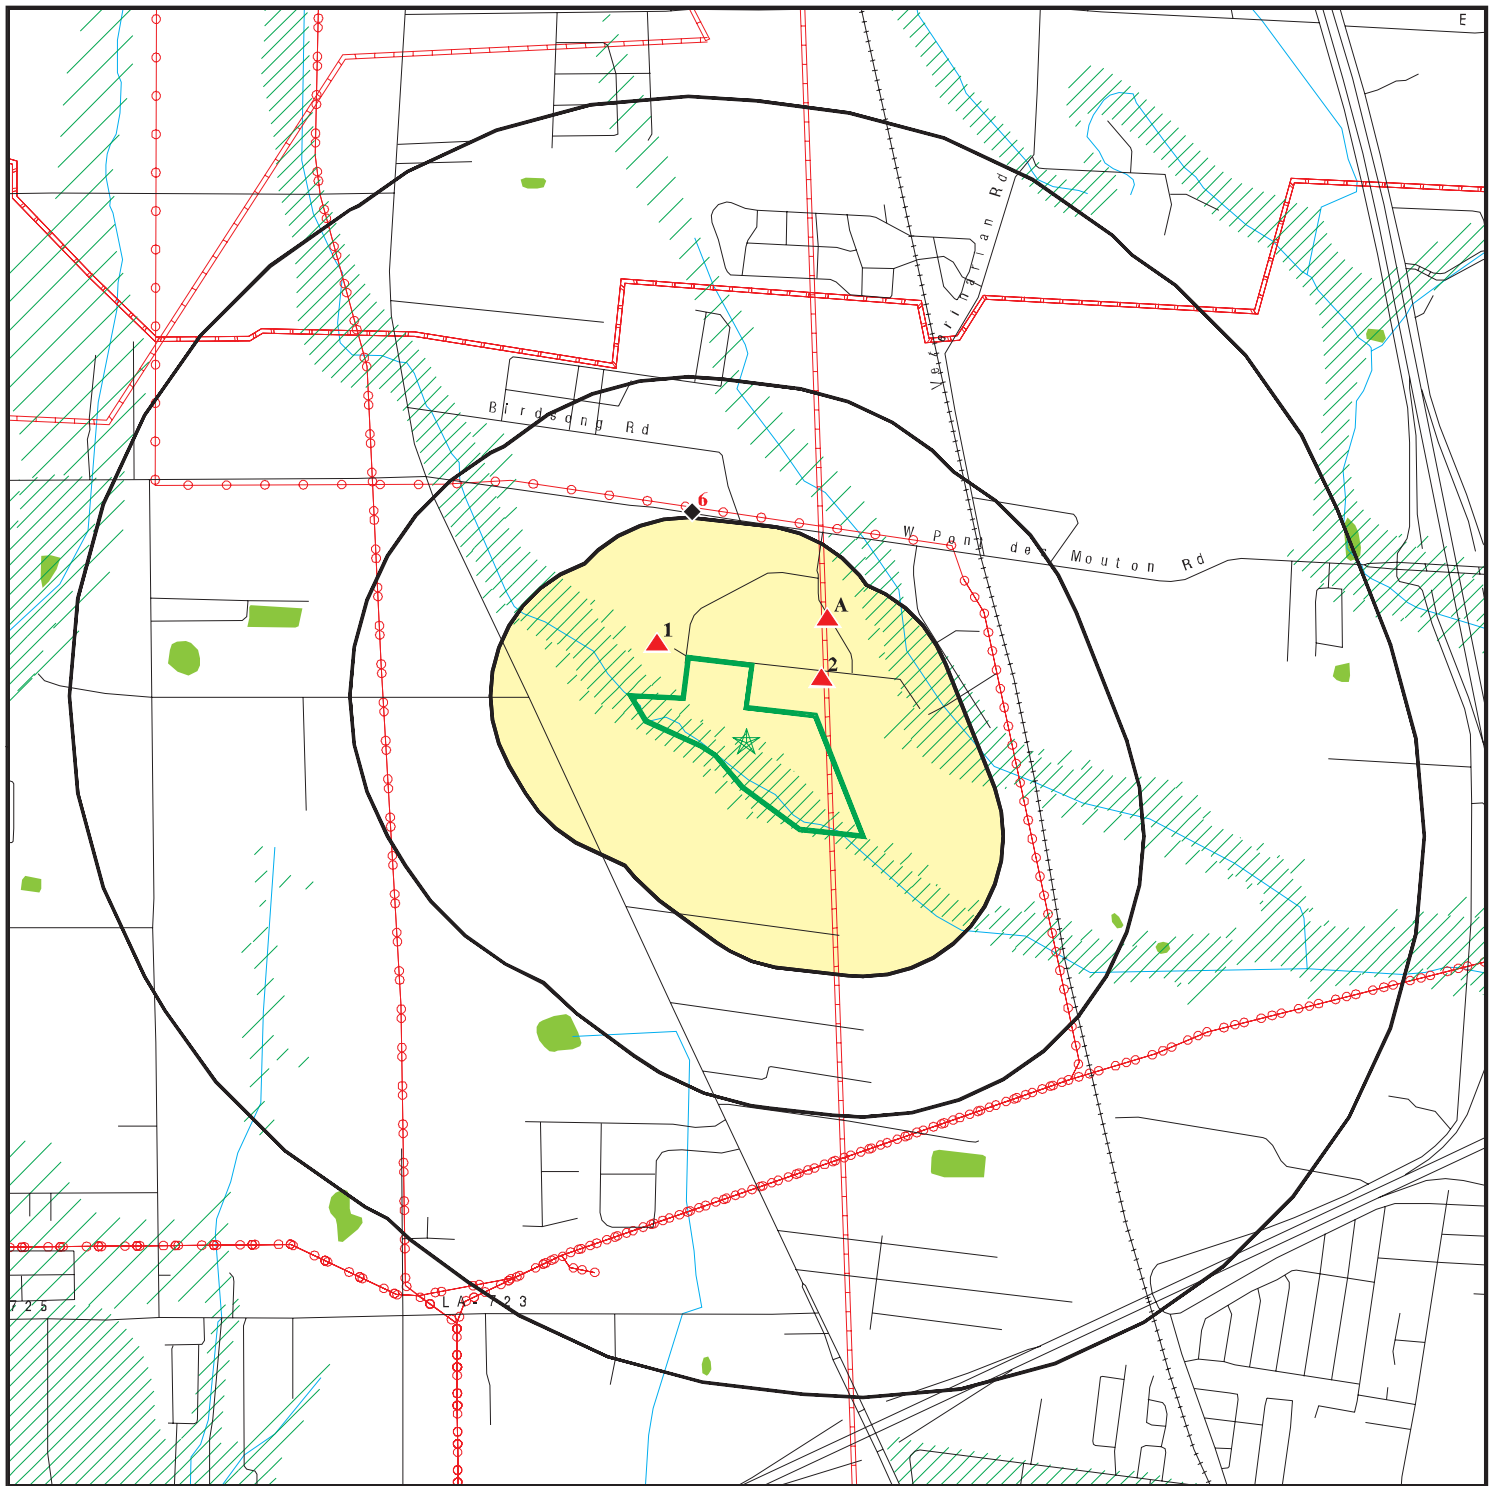 E
Veterinarian Rd
Birdsong Rd
6
W Pont des Mouton Rd
A
1
2
725
LA-723